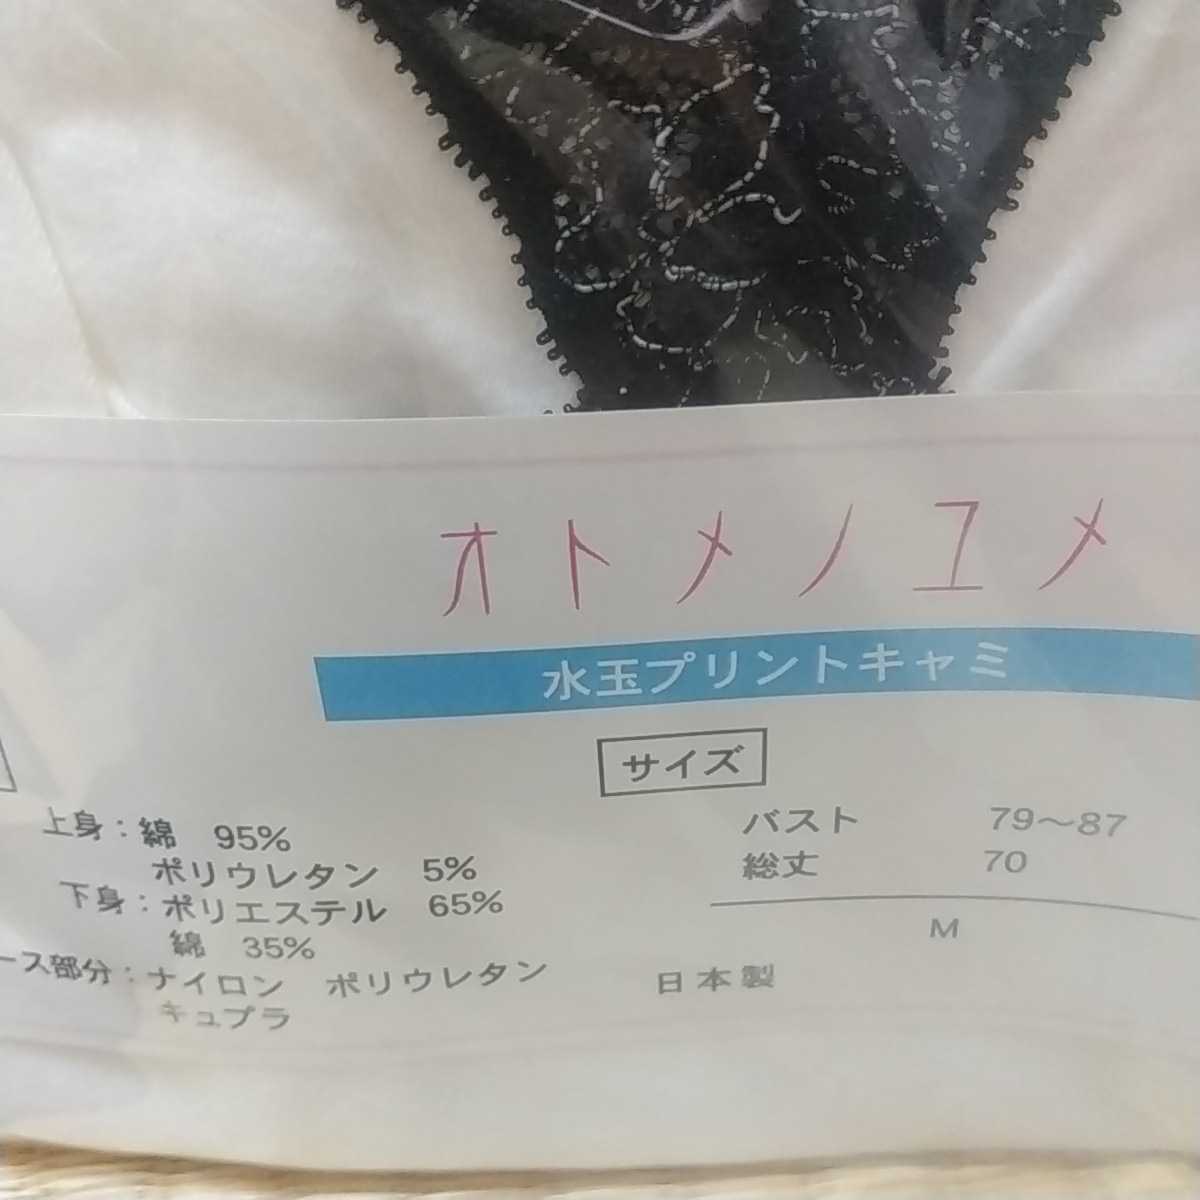 オトメノユメ
水玉プリントキャミ
サイズ
上身：綿 95%
ポリウレタン 5%
下身：ポリエステル 65%
綿 35%
ース部分：ナイロン ポリウレタン
キュプラ
バスト 79〜87
総丈 70
M
日本製